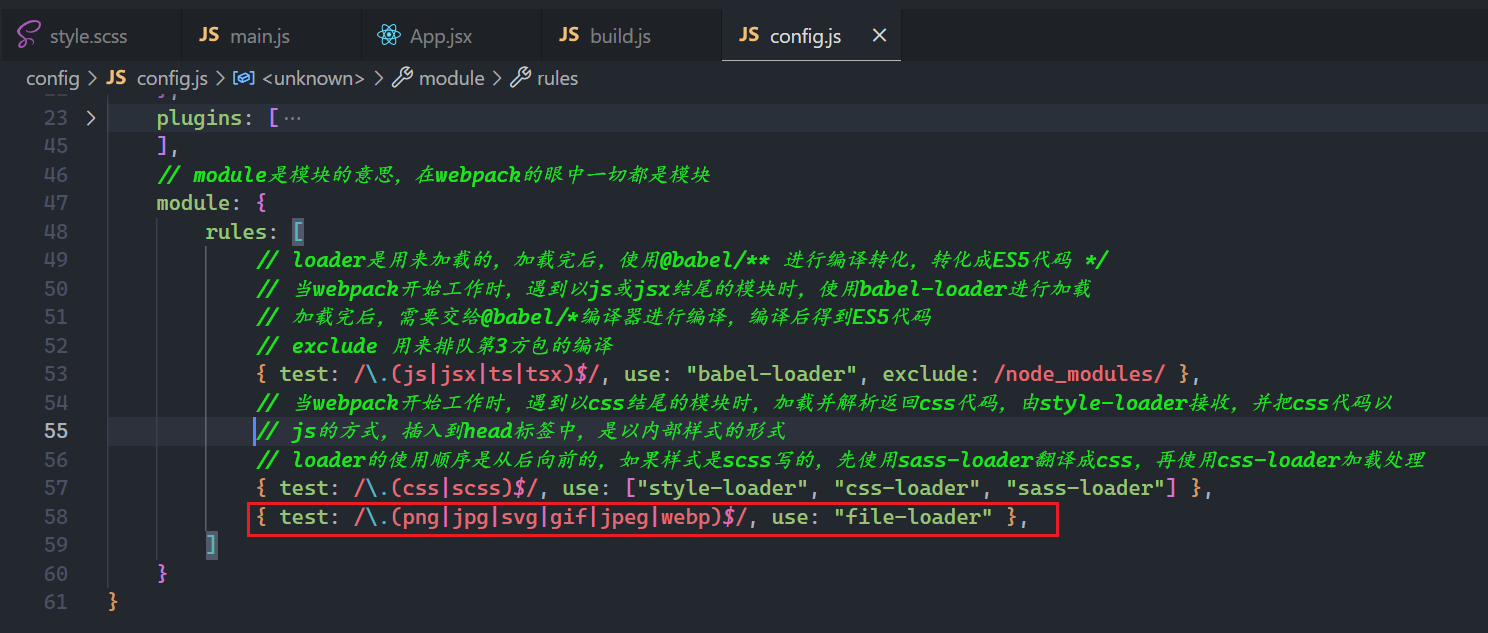 style.scss JS main.js App.jsx JS build.js JS config.js
config > JS config.js > <unknown> > module > rules
23 plugins: [···
45 ],
46 // module是模块的意思，在webpack的眼中一切都是模块
47 module: {
48 rules: [
49 // loader是用来加载的，加载完后，使用@babel/** 进行编译转化，转化成ES5代码 */
50 // 当webpack开始工作时，遇到以js或jsx结尾的模块时，使用babel-loader进行加载
51 // 加载完后，需要交给@babel/*编译器进行编译，编译后得到ES5代码
52 // exclude 用来排队第3方包的编译
53 { test: /\.(js|jsx|ts|tsx)$/, use: "babel-loader", exclude: /node_modules/ },
54 // 当webpack开始工作时，遇到以css结尾的模块时，加载并解析返回css代码，由style-loader接收，并把css代码以
55 // js的方式，插入到head标签中，是以内部样式的形式
56 // loader的使用顺序是从后向前的，如果样式是scss写的，先使用sass-loader翻译成css，再使用css-loader加载处理
57 { test: /\.(css|scss)$/, use: ["style-loader", "css-loader", "sass-loader"] },
58 { test: /\.(png|jpg|svg|gif|jpeg|webp)$/, use: "file-loader" },
59 ]
60 }
61 }